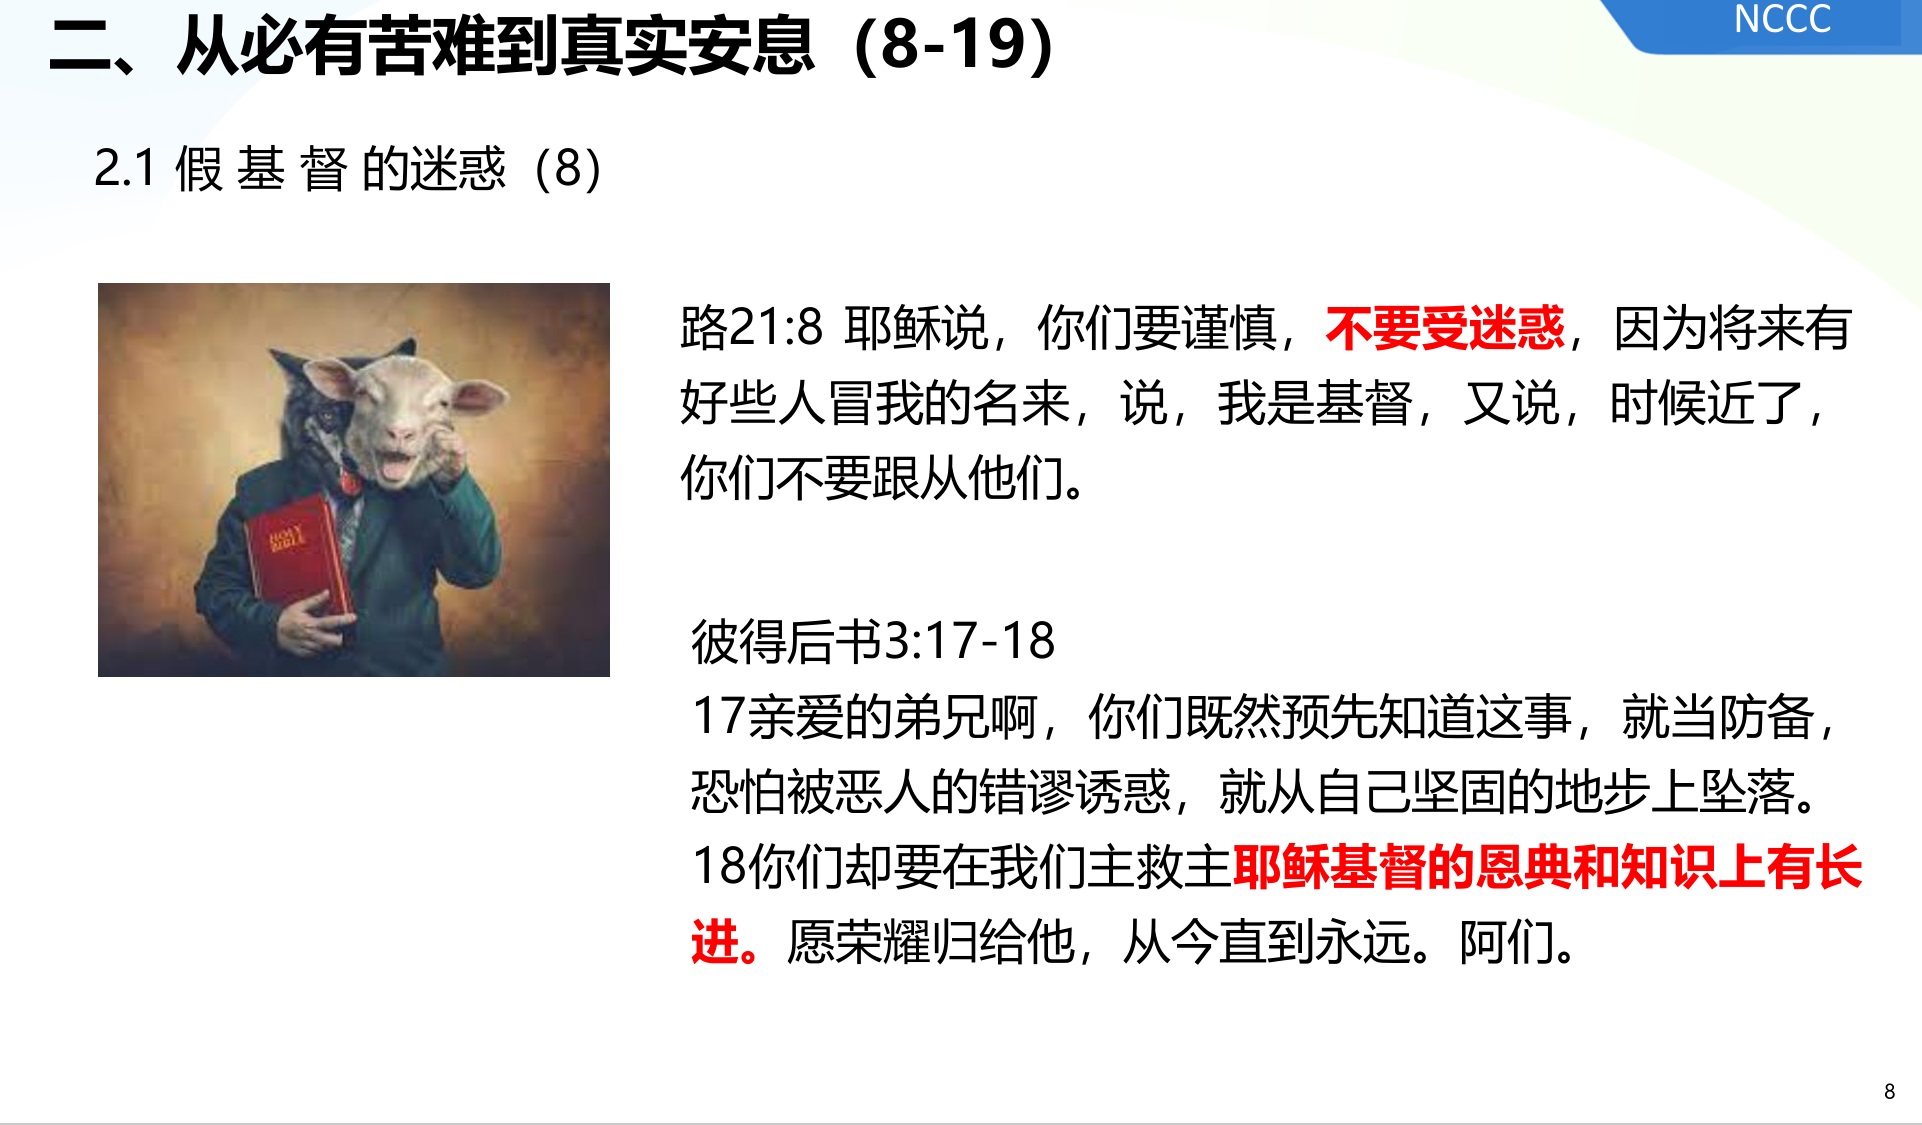 二、从必有苦难到真实安息（8-19）
NCCC
2.1 假 基 督 的迷惑（8）
HOLY
BIBLE
路21:8 耶稣说，你们要谨慎，不要受迷惑，因为将来有
好些人冒我的名来，说，我是基督，又说，时候近了，
你们不要跟从他们。
彼得后书3:17-18
17亲爱的弟兄啊，你们既然预先知道这事，就当防备，
恐怕被恶人的错谬诱惑，就从自己坚固的地步上坠落。
18你们却要在我们主救主耶稣基督的恩典和知识上有长
进。愿荣耀归给他，从今直到永远。阿们。
8